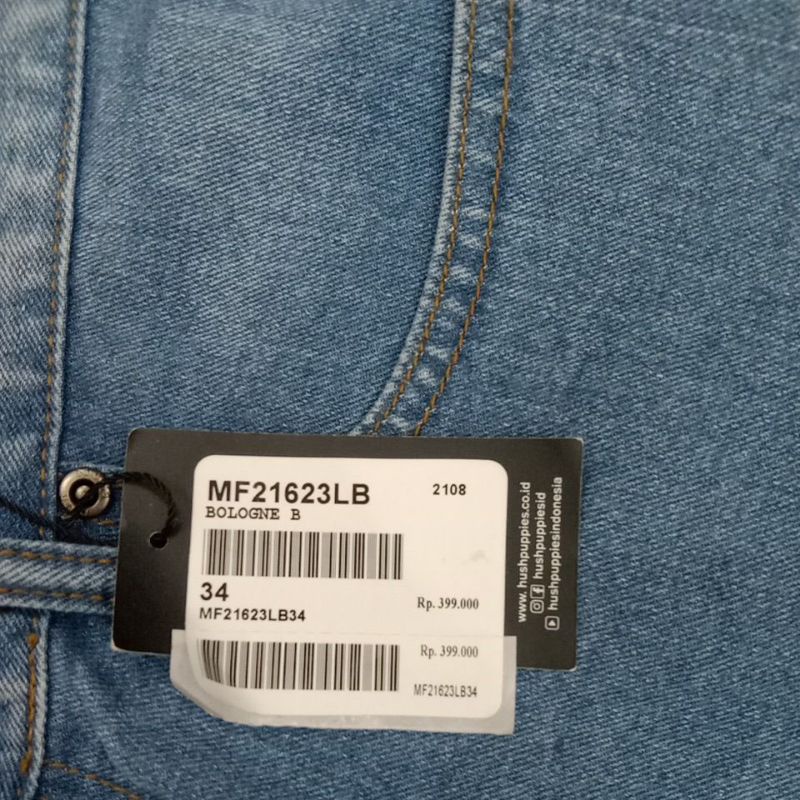 MF21623LB
2108
BOLOGNE B
34
MF21623LB34
Rp. 399.000
Rp. 399.000
MF21623LB34
www.hushpuppies.co.id
hushpuppiesid
hushpuppiesindonesia